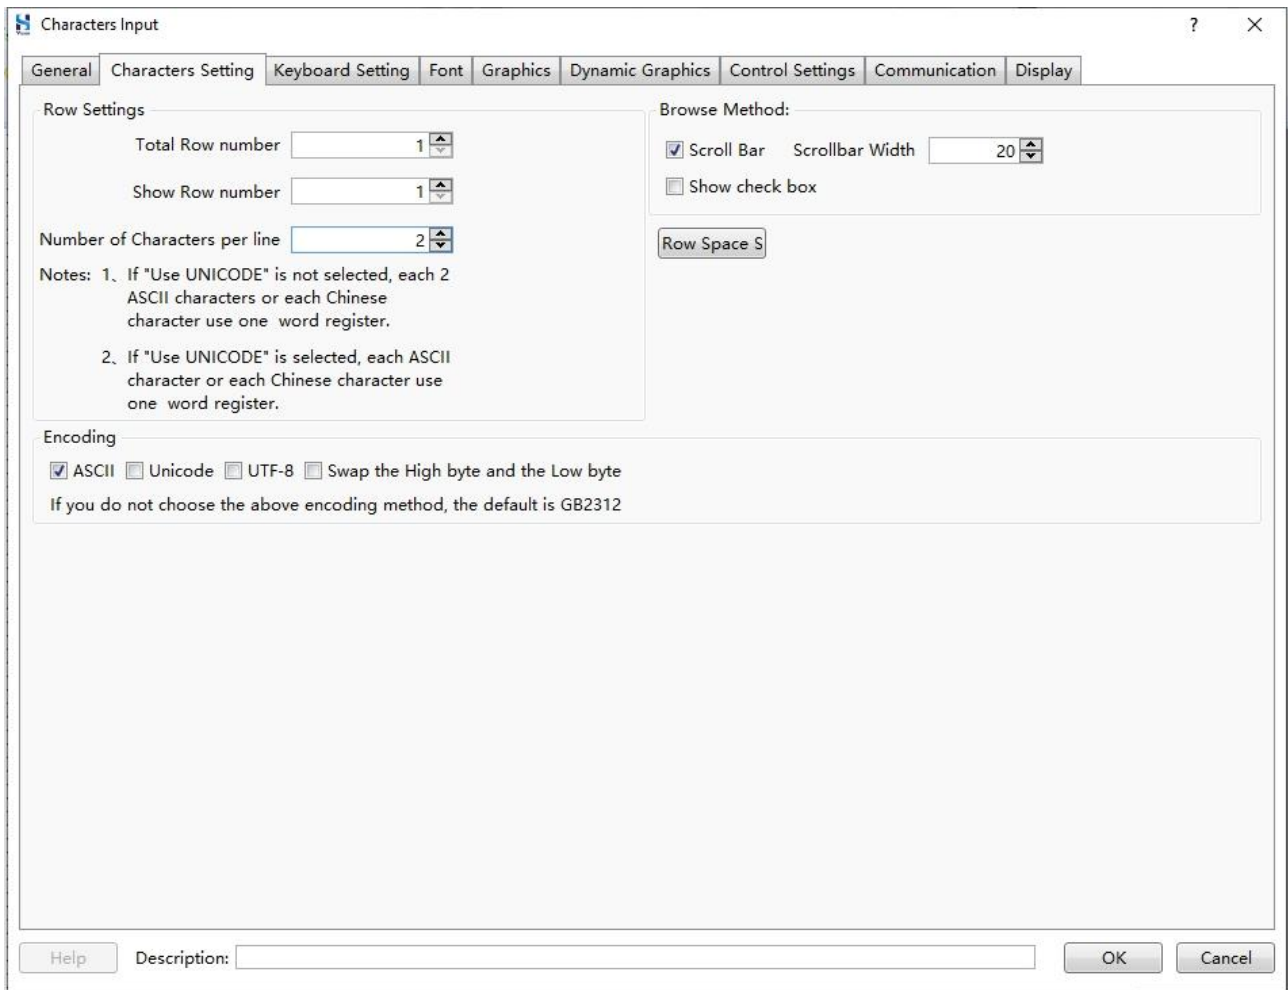 Characters Input ?
General Characters Setting Keyboard Setting Font Graphics Dynamic Graphics Control Settings Communication Display
Row Settings
Total Row number 1
Show Row number 1
Number of Characters per line 2
Notes: 1、If "Use UNICODE" is not selected, each 2
ASCII characters or each Chinese
character use one word register.
2、If "Use UNICODE" is selected, each ASCII
character or each Chinese character use
one word register.
Browse Method:
Scroll Bar Scrollbar Width 20
Show check box
Row Space S
Encoding
ASCII Unicode UTF-8 Swap the High byte and the Low byte
If you do not choose the above encoding method, the default is GB2312
Help Description: OK Cancel